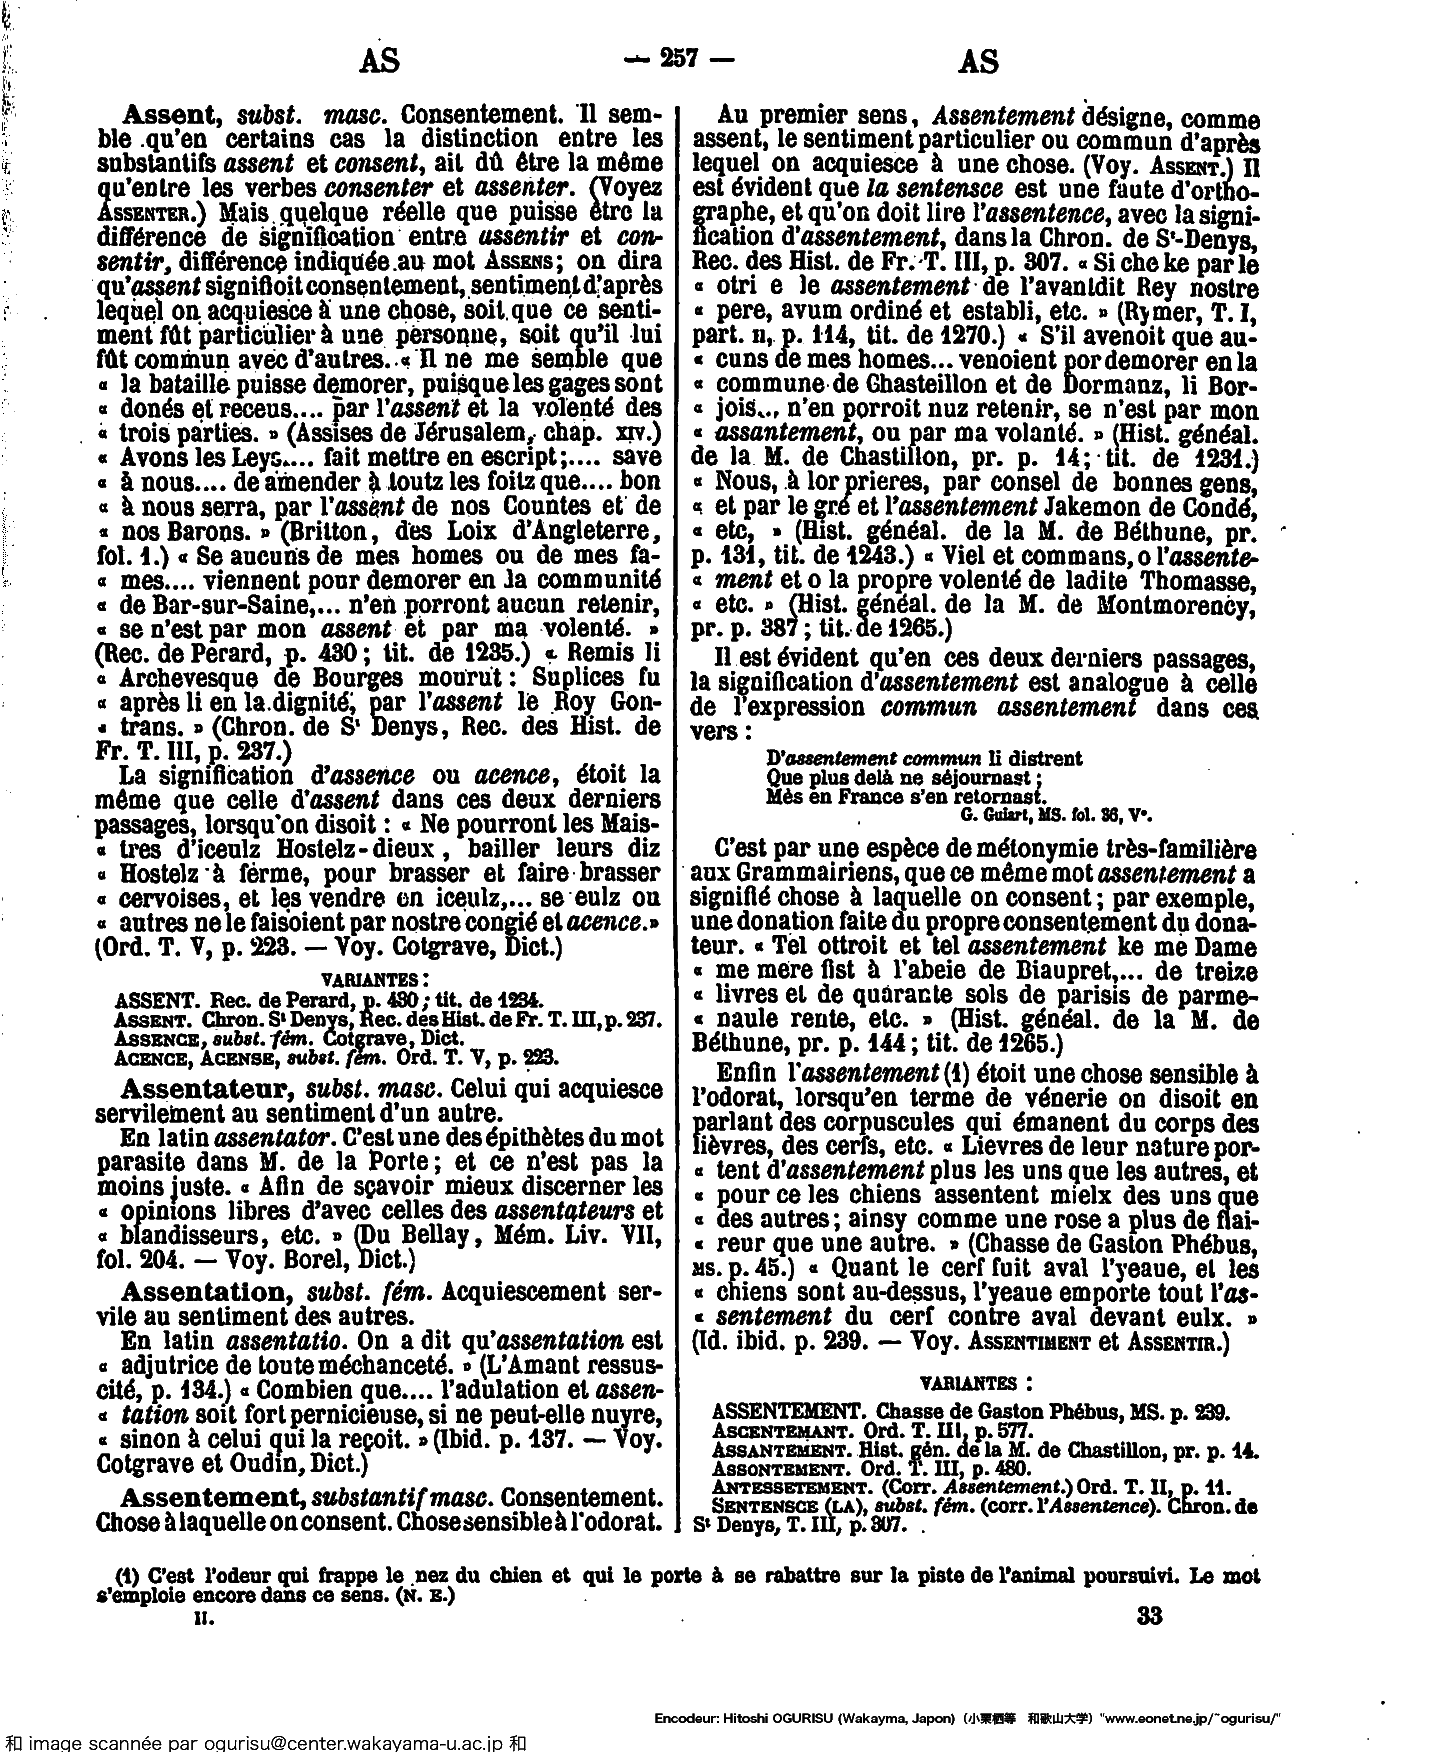 AS — 257 — AS
Assent, subst. masc. Consentement. Il sem-
ble qu'en certains cas la distinction entre les
substantifs assent et consent, ait dû être la même
qu'entre les verbes consenter et assenter. (Voyez
ASSENTER.) Mais quelque réelle que puisse être la
différence de signification entre assentir et con-
sentir, différence indiquée au mot ASSENS; on dira
qu'assent signifioit consentement, sentiment d'après
lequel on acquiesce à une chose, soit que ce senti-
ment fût particulier à une personne, soit qu'il lui
fût commun avec d'autres. « Il ne me semble que
« la bataille puisse demorer, puisque les gages sont
« donés et receus.... par l'assent et la volenté des
« trois parties. » (Assises de Jérusalem, chap. XIV.)
« Avons les Leys.... fait mettre en escript;.... save
« à nous.... de amender à toutz les foitz que.... bon
« à nous serra, par l'assent de nos Countes et de
« nos Barons. » (Britton, des Loix d'Angleterre,
fol. 1.) « Se aucuns de mes homes ou de mes fa-
« mes.... viennent pour demorer en la communité
« de Bar-sur-Saine,... n'en porront aucun retenir,
« se n'est par mon assent et par ma volenté. »
(Rec. de Perard, p. 430; tit. de 1235.) « Remis li
« Archevesque de Bourges mourut : Suplices fu
« après li en la dignité, par l'assent le Roy Gon-
« trans. » (Chron. de St Denys, Rec. des Hist. de
Fr. T. III, p. 237.)
La signification d'assence ou acence, étoit la
même que celle d'assent dans ces deux derniers
passages, lorsqu'on disoit : « Ne pourront les Mais-
« tres d'iceulz Hostelz-dieux, bailler leurs diz
« Hostelz à ferme, pour brasser et faire brasser
« cervoises, et les vendre en iceulz,... se eulz ou
« autres ne le faisoient par nostre congié et acence. »
(Ord. T. V, p. 223. — Voy. Cotgrave, Dict.)
VARIANTES :
ASSENT. Rec. de Perard, p. 430; tit. de 1234.
ASSENT. Chron. St Denys, Rec. des Hist. de Fr. T. III, p. 237.
ASSENCE, subst. fém. Cotgrave, Dict.
ACENCE, ACENSE, subst. fém. Ord. T. V, p. 223.
Assentateur, subst. masc. Celui qui acquiesce
servilement au sentiment d'un autre.
En latin assentator. C'est une des épithètes du mot
parasite dans M. de la Porte; et ce n'est pas la
moins juste. « Afin de sçavoir mieux discerner les
« opinions libres d'avec celles des assentateurs et
« blandisseurs, etc. » (Du Bellay, Mém. Liv. VII,
fol. 204. — Voy. Borel, Dict.)
Assentation, subst. fém. Acquiescement ser-
vile au sentiment des autres.
En latin assentatio. On a dit qu'assentation est
« adjutrice de toute méchanceté. » (L'Amant ressus-
cité, p. 134.) « Combien que.... l'adulation et assen-
« tation soit fort pernicieuse, si ne peut-elle nuyre,
« sinon à celui qui la reçoit. » (Ibid. p. 137. — Voy.
Cotgrave et Oudin, Dict.)
Assentement, substantif masc. Consentement.
Chose à laquelle on consent. Chose sensible à l'odorat.
Au premier sens, Assentement désigne, comme
assent, le sentiment particulier ou commun d'après
lequel on acquiesce à une chose. (Voy. ASSENT.) Il
est évident que la sentensce est une faute d'ortho-
graphe, et qu'on doit lire l'assentence, avec la signi-
fication d'assentement, dans la Chron. de St-Denys,
Rec. des Hist. de Fr. T. III, p. 307. « Si che ke par le
« otri e le assentement de l'avantdit Rey nostre
« pere, avum ordiné et establi, etc. » (Rymer, T. I,
part. II, p. 114, tit. de 1270.) « S'il avenoit que au-
« cuns de mes homes... venoient por demorer en la
« commune de Chasteillon et de Dormanz, li Bor-
« jois... n'en porroit nuz retenir, se n'est par mon
« assantement, ou par ma volanté. » (Hist. généal.
de la M. de Chastillon, pr. p. 14; tit. de 1231.)
« Nous, à lor prieres, par consel de bonnes gens,
« et par le gré et l'assentement Jakemon de Condé,
« etc, » (Hist. généal. de la M. de Béthune, pr.
p. 131, tit. de 1243.) « Viel et commans, o l'assente-
« ment et o la propre volenté de ladite Thomasse,
« etc. » (Hist. généal. de la M. de Montmorency,
pr. p. 387; tit. de 1265.)
Il est évident qu'en ces deux derniers passages,
la signification d'assentement est analogue à celle
de l'expression commun assentement dans ces
vers :
D'assentement commun li distrent
Que plus delà ne séjournast;
Mès en France s'en retornast.
G. Guiart, MS. fol. 36, V°.
C'est par une espèce de métonymie très-familière
aux Grammairiens, que ce même mot assentement a
signifié chose à laquelle on consent; par exemple,
une donation faite du propre consentement du dona-
teur. « Tel ottroit et tel assentement ke me Dame
« me mere fist à l'abeie de Biaupret,... de treize
« livres et de quarante sols de parisis de parme-
« naule rente, etc. » (Hist. généal. de la M. de
Béthune, pr. p. 144; tit. de 1265.)
Enfin l'assentement (1) étoit une chose sensible à
l'odorat, lorsqu'en terme de vénerie on disoit en
parlant des corpuscules qui émanent du corps des
lièvres, des cerfs, etc. « Lievres de leur nature por-
« tent d'assentement plus les uns que les autres, et
« pour ce les chiens assentent mielx des uns que
« des autres; ainsy comme une rose a plus de flai-
« reur que une autre. » (Chasse de Gaston Phébus,
MS. p. 45.) « Quant le cerf fuit aval l'yeaue, et les
« chiens sont au-dessus, l'yeaue emporte tout l'as-
« sentement du cerf contre aval devant eulx. »
(Id. ibid. p. 239. — Voy. ASSENTIMENT et ASSENTIR.)
VARIANTES :
ASSENTEMENT. Chasse de Gaston Phébus, MS. p. 239.
ASCENTEMANT. Ord. T. III, p. 577.
ASSANTEMENT. Hist. gén. de la M. de Chastillon, pr. p. 14.
ASSONTEMENT. Ord. T. III, p. 480.
ANTESSETEMENT. (Corr. Assentement.) Ord. T. II, p. 11.
SENTENSCE (LA), subst. fém. (corr. l'Assentence). Chron. de
St Denys, T. III, p. 307.
(1) C'est l'odeur qui frappe le nez du chien et qui le porte à se rabattre sur la piste de l'animal poursuivi. Le mot
s'emploie encore dans ce sens. (N. E.)
II. 33
Encodeur: Hitoshi OGURISU (Wakayma, Japon) (小栗栖等 和歌山大学) "www.eonet.ne.jp/~ogurisu/"
和 image scannée par ogurisu@center.wakayama-u.ac.jp 和